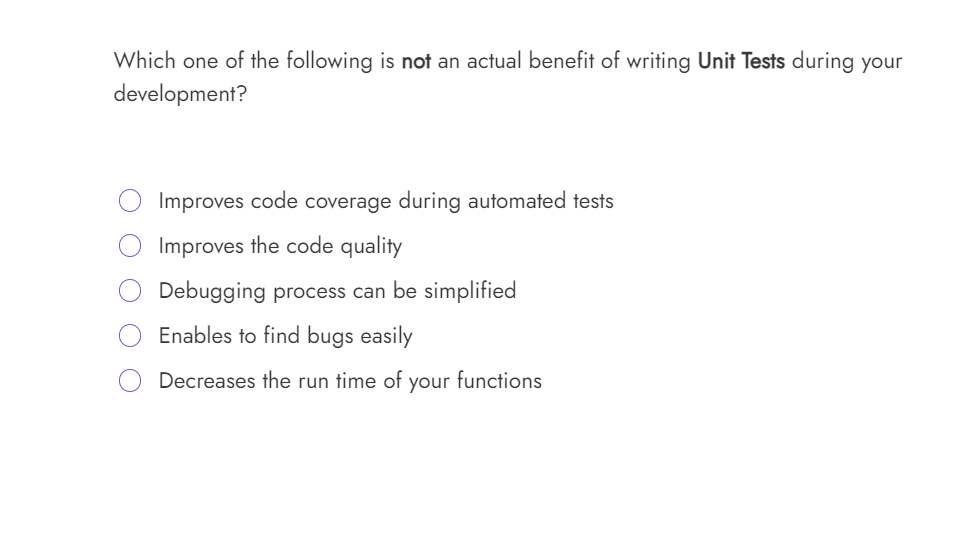 Which one of the following is not an actual benefit of writing Unit Tests during your
development?
Improves code coverage during automated tests
Improves the code quality
Debugging process can be simplified
Enables to find bugs easily
Decreases the run time of your functions